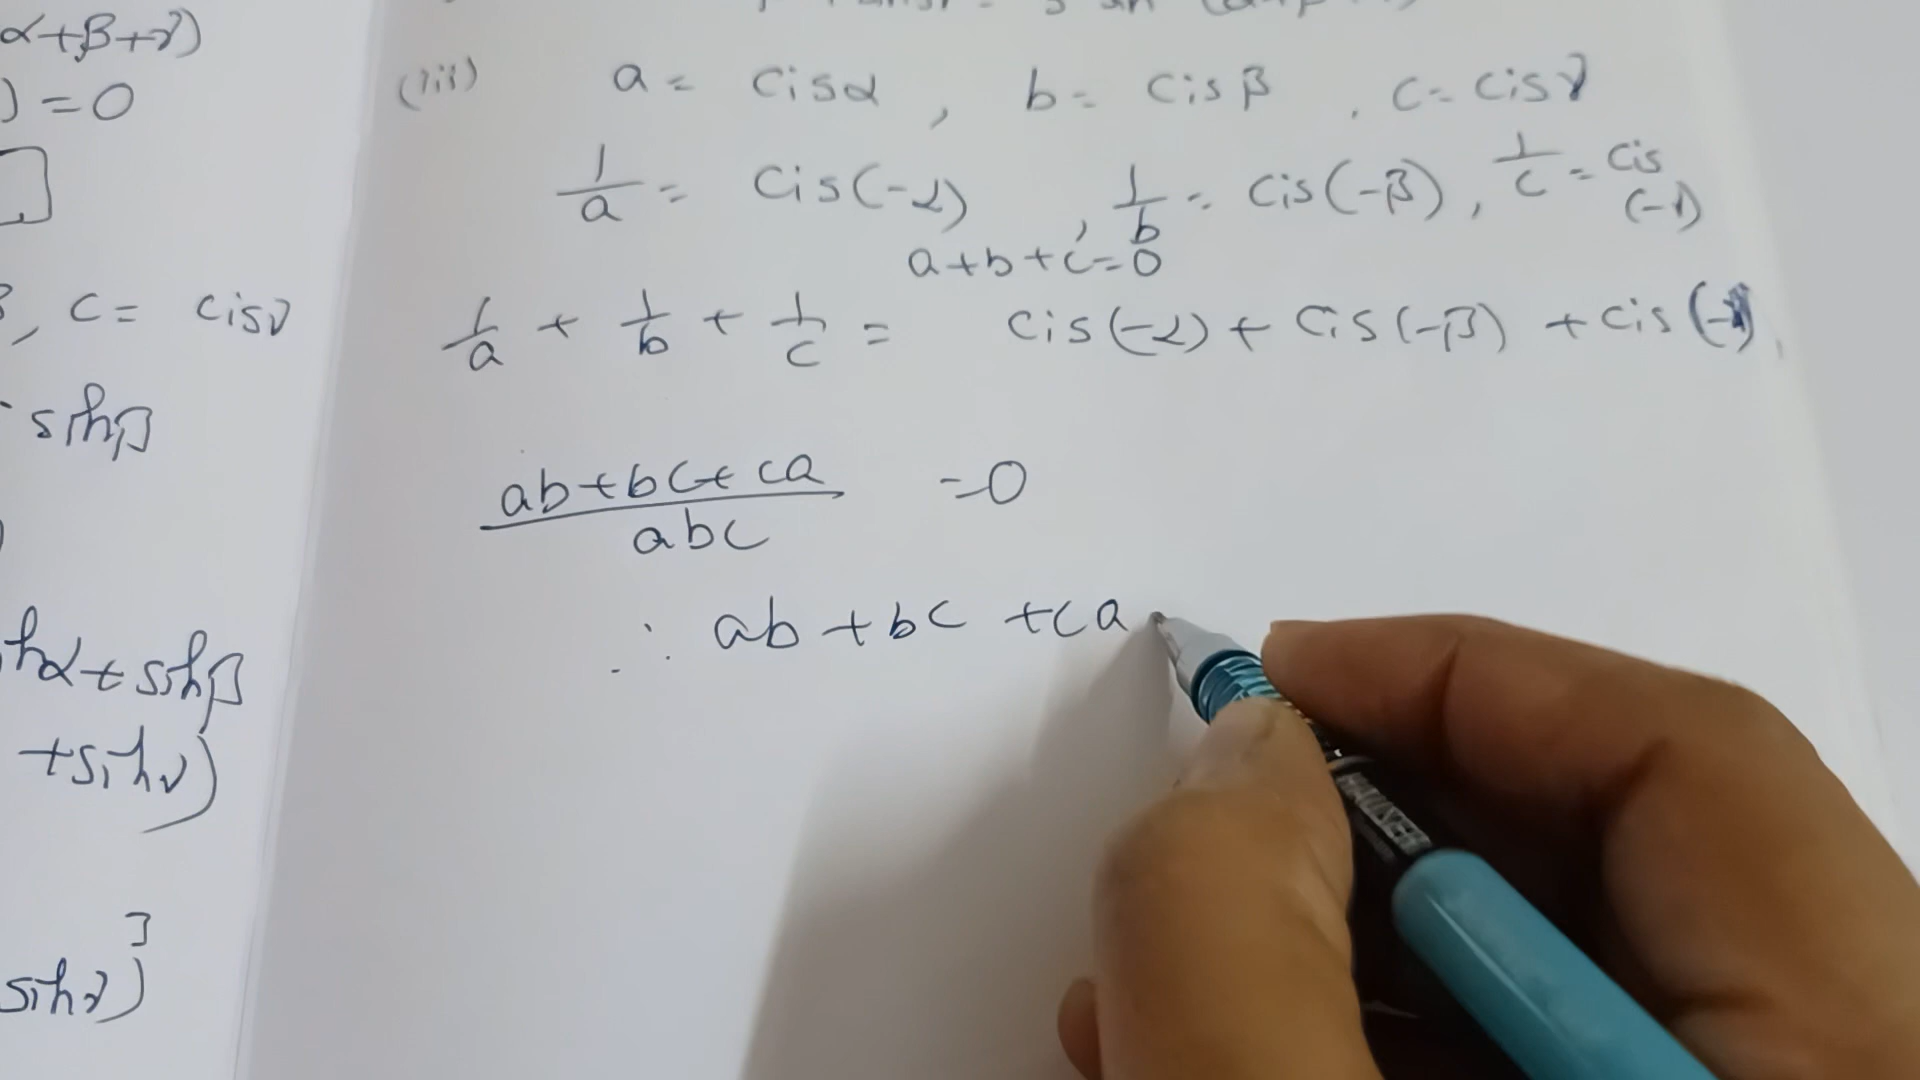 α+β+γ)
) = 0
, c = cisγ
sinβ
sinα + sinβ
+ sinγ)
]
sinγ)
(iii) a = cisα , b = cisβ , c = cisγ
1/a = cis(-α) , 1/b = cis(-β) , 1/c = cis (-γ)
a+b+c=0
1/a + 1/b + 1/c = cis(-α) + cis(-β) + cis(-γ)
ab+bc+ca / abc = 0
∴ ab + bc + ca
HAUSER